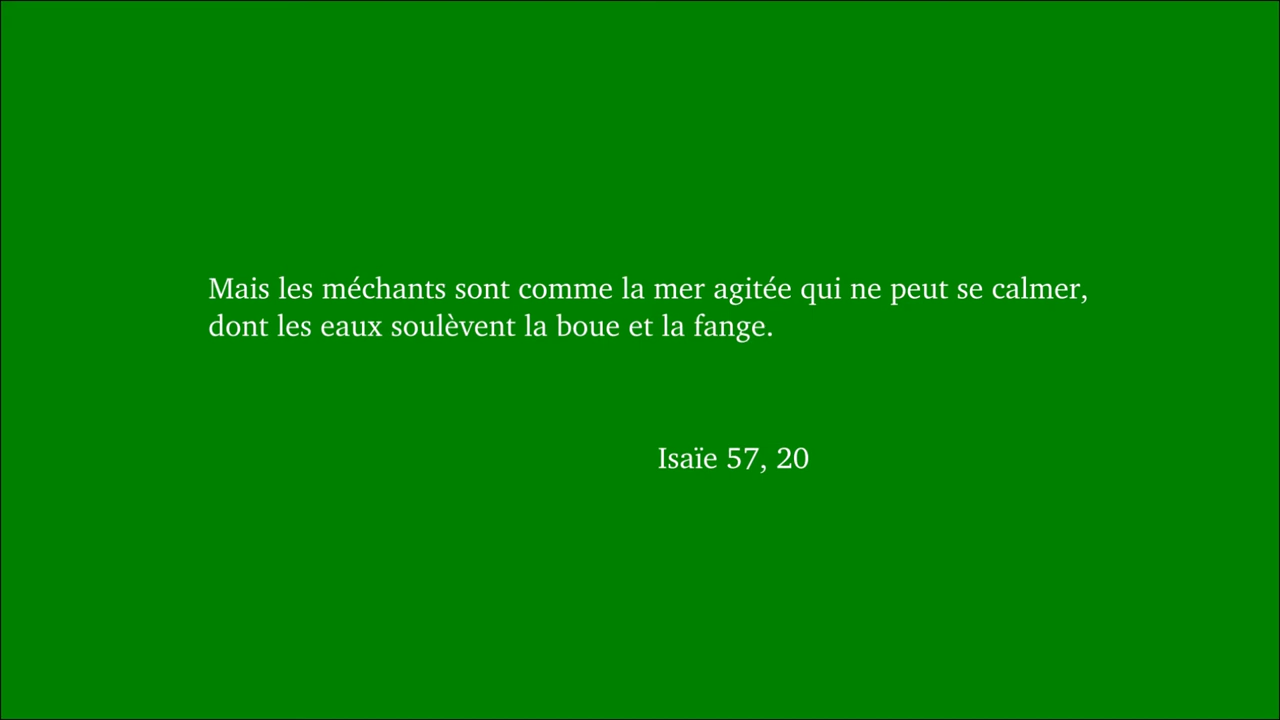 Mais les méchants sont comme la mer agitée qui ne peut se calmer,
dont les eaux soulèvent la boue et la fange.
Isaïe 57, 20